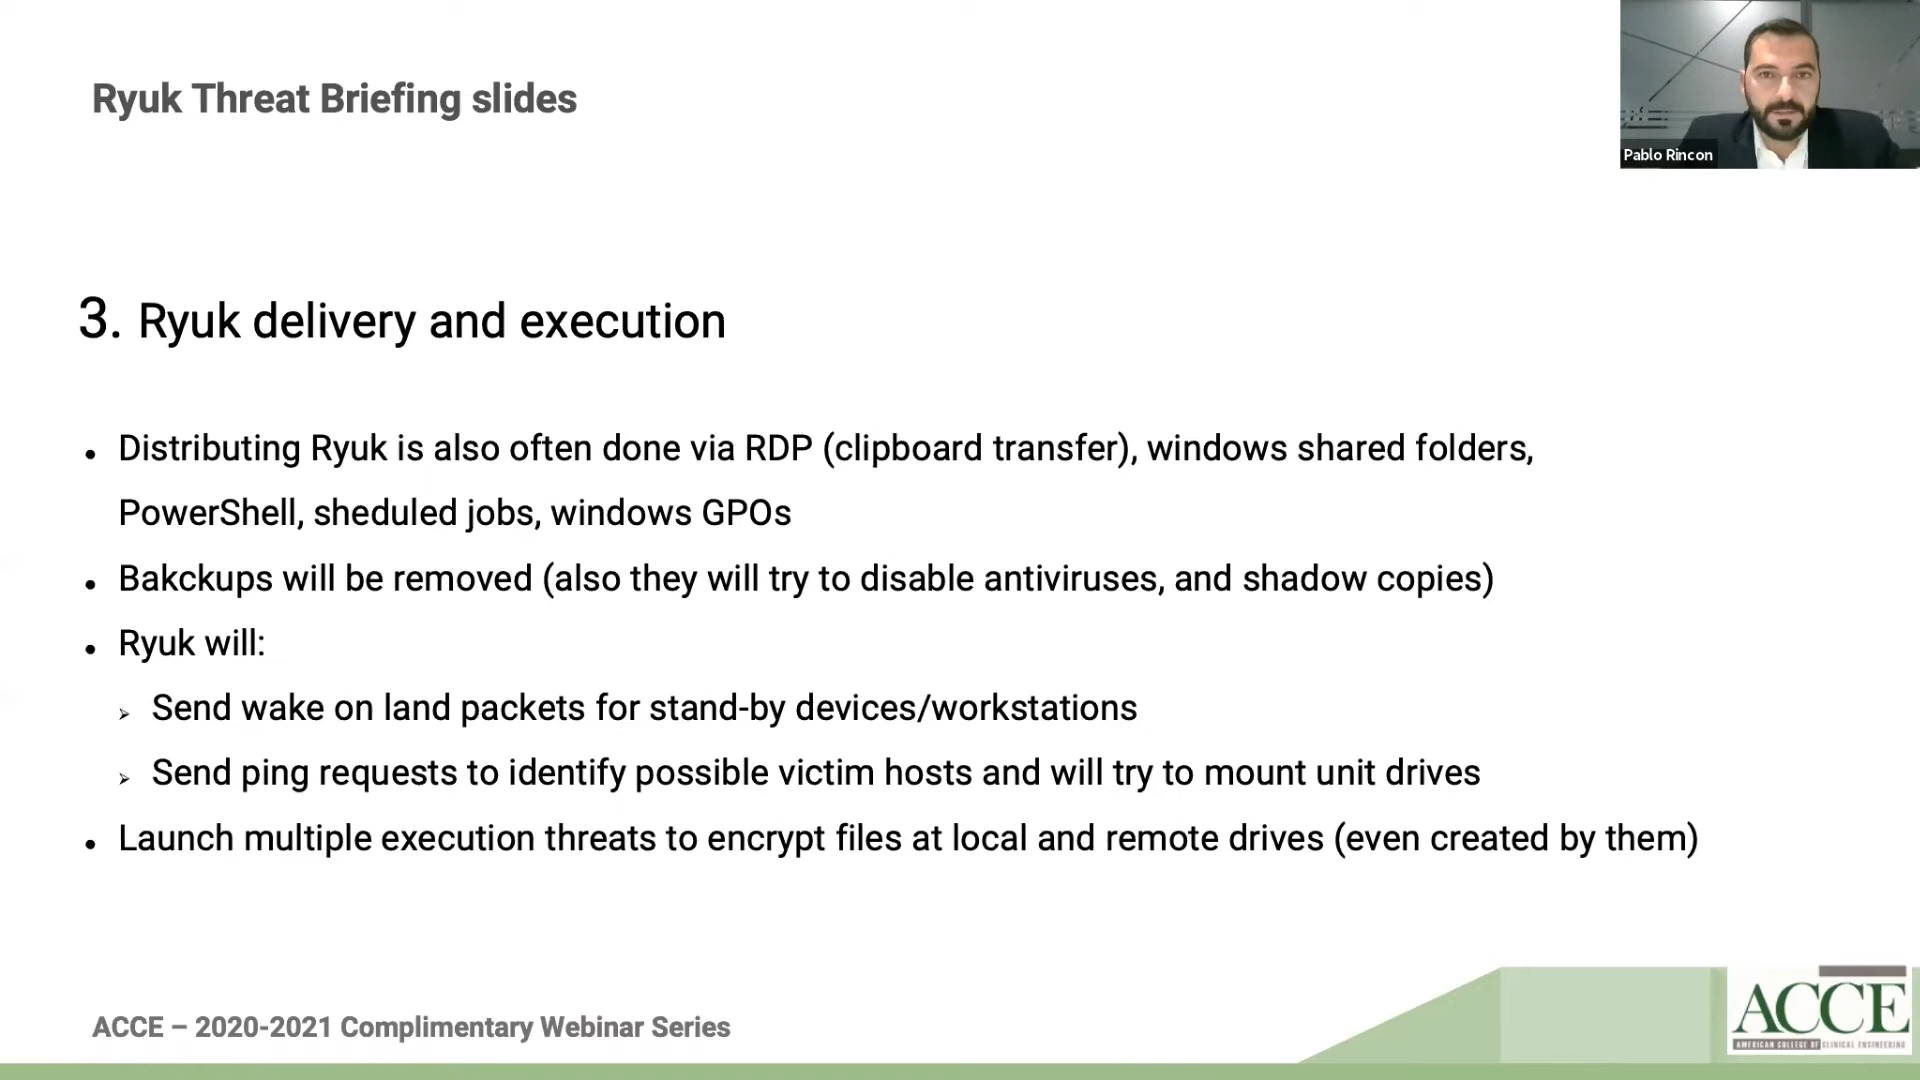 Ryuk Threat Briefing slides
Pablo Rincon
3. Ryuk delivery and execution
• Distributing Ryuk is also often done via RDP (clipboard transfer), windows shared folders,
PowerShell, sheduled jobs, windows GPOs
• Bakckups will be removed (also they will try to disable antiviruses, and shadow copies)
• Ryuk will:
➢ Send wake on land packets for stand-by devices/workstations
➢ Send ping requests to identify possible victim hosts and will try to mount unit drives
• Launch multiple execution threats to encrypt files at local and remote drives (even created by them)
ACCE – 2020-2021 Complimentary Webinar Series
ACCE
AMERICAN COLLEGE OF CLINICAL ENGINEERING